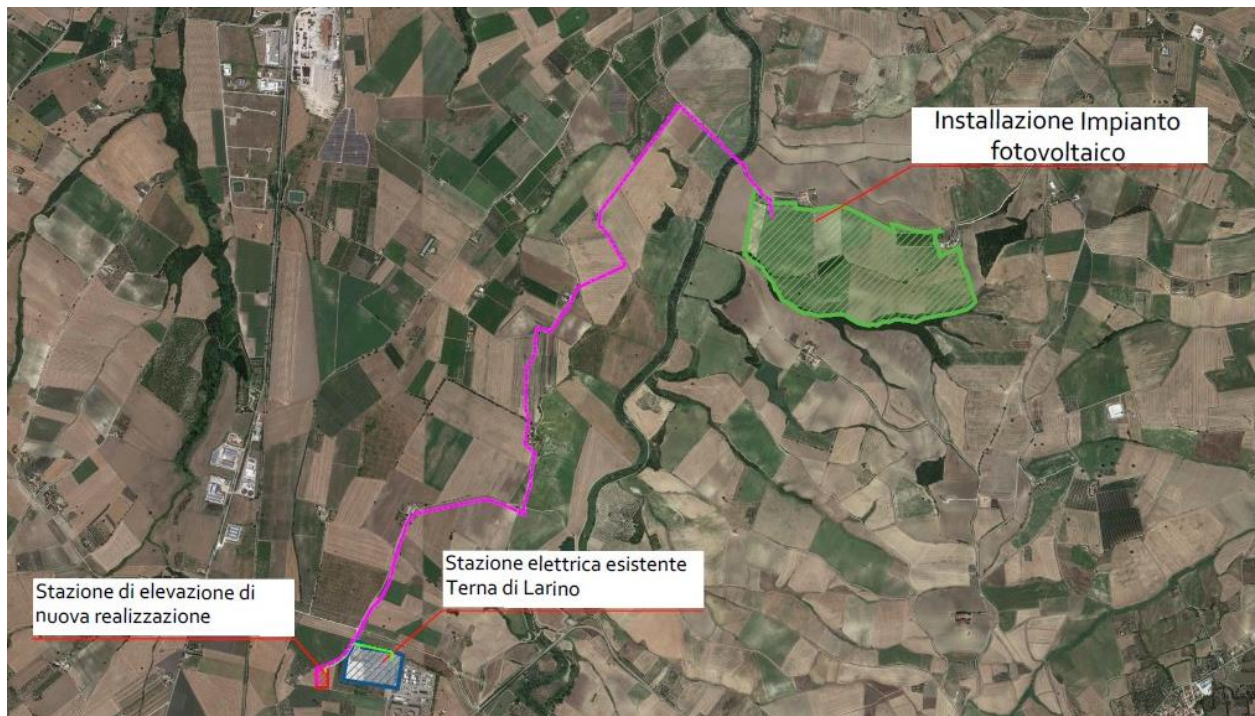 Installazione Impianto
fotovoltaico
Stazione elettrica esistente
Terna di Larino
Stazione di elevazione di
nuova realizzazione